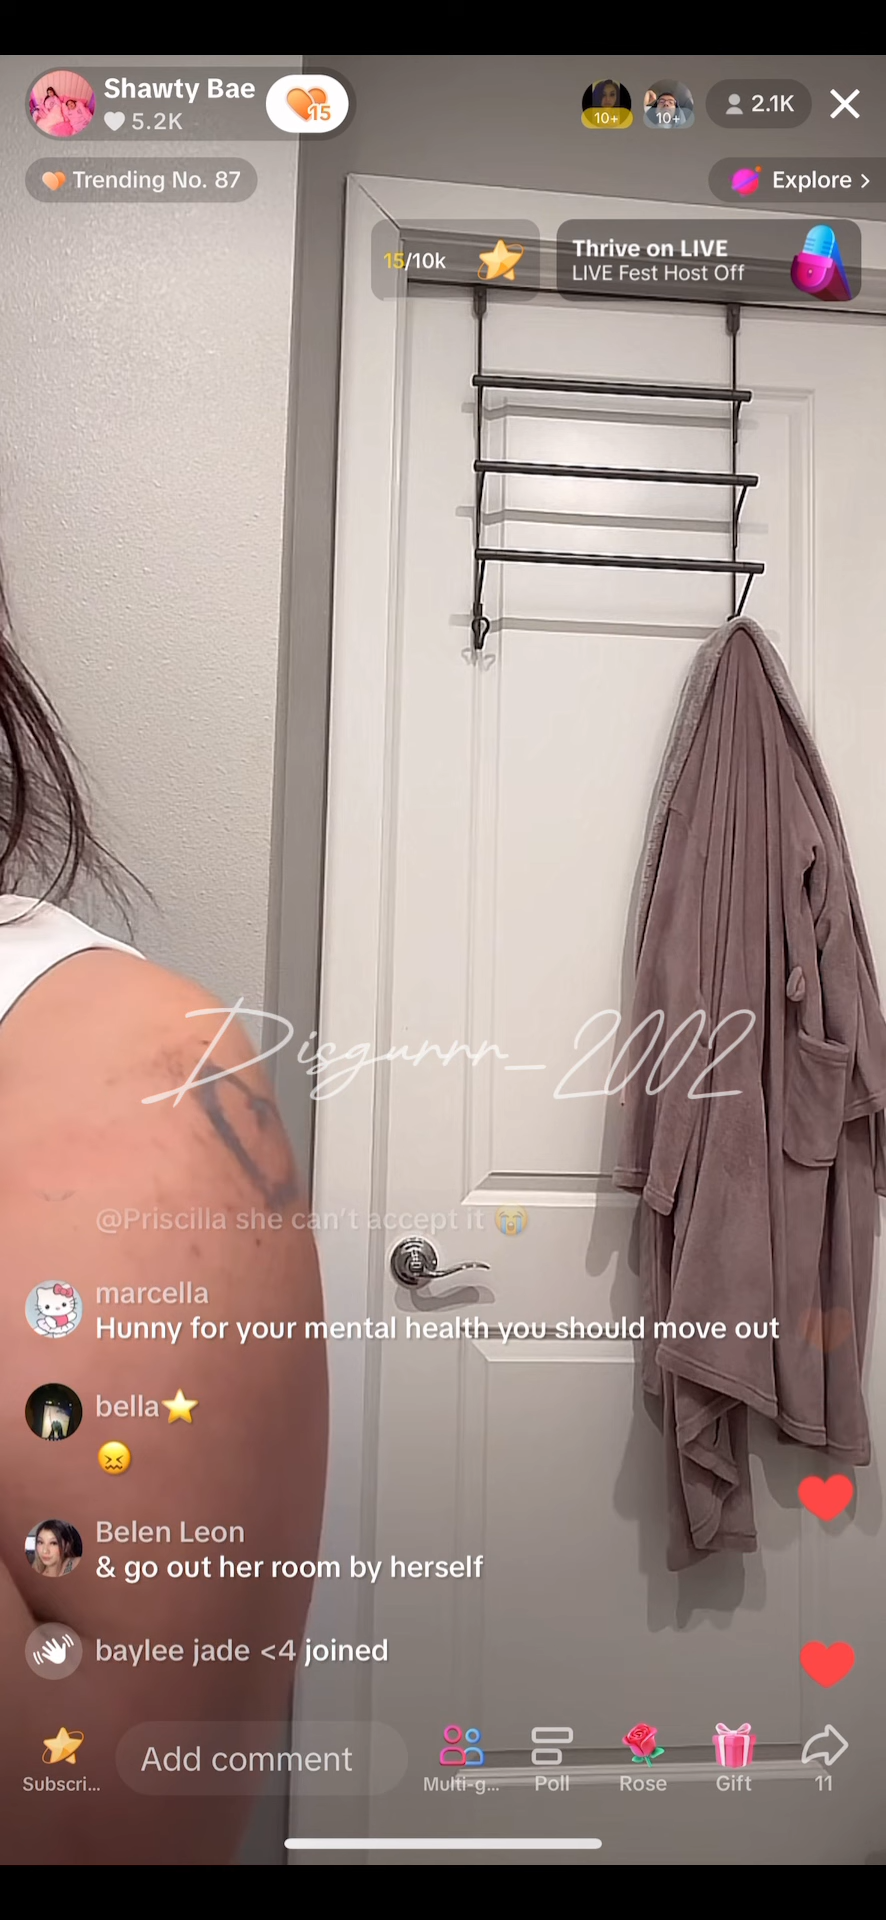 Shawty Bae
5.2K
15
10+
10+
2.1K
Trending No. 87
Explore >
15/10k
Thrive on LIVE
LIVE Fest Host Off
Disgunnn_2002
@Priscilla she can't accept it 😭
marcella
Hunny for your mental health you should move out
bella⭐
😖
Belen Leon
& go out her room by herself
baylee jade <4 joined
Subscri...
Add comment
Multi-g...
Poll
Rose
Gift
11